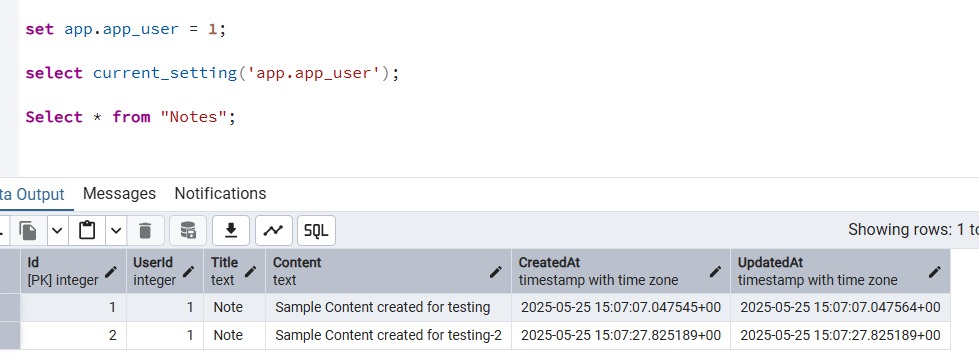 set app.app_user = 1;
select current_setting('app.app_user');
Select * from "Notes";
ta Output Messages Notifications
SQL Showing rows: 1 to
Id UserId Title Content CreatedAt UpdatedAt
[PK] integer integer text text timestamp with time zone timestamp with time zone
1 1 Note Sample Content created for testing 2025-05-25 15:07:07.047545+00 2025-05-25 15:07:07.047564+00
2 1 Note Sample Content created for testing-2 2025-05-25 15:07:27.825189+00 2025-05-25 15:07:27.825189+00